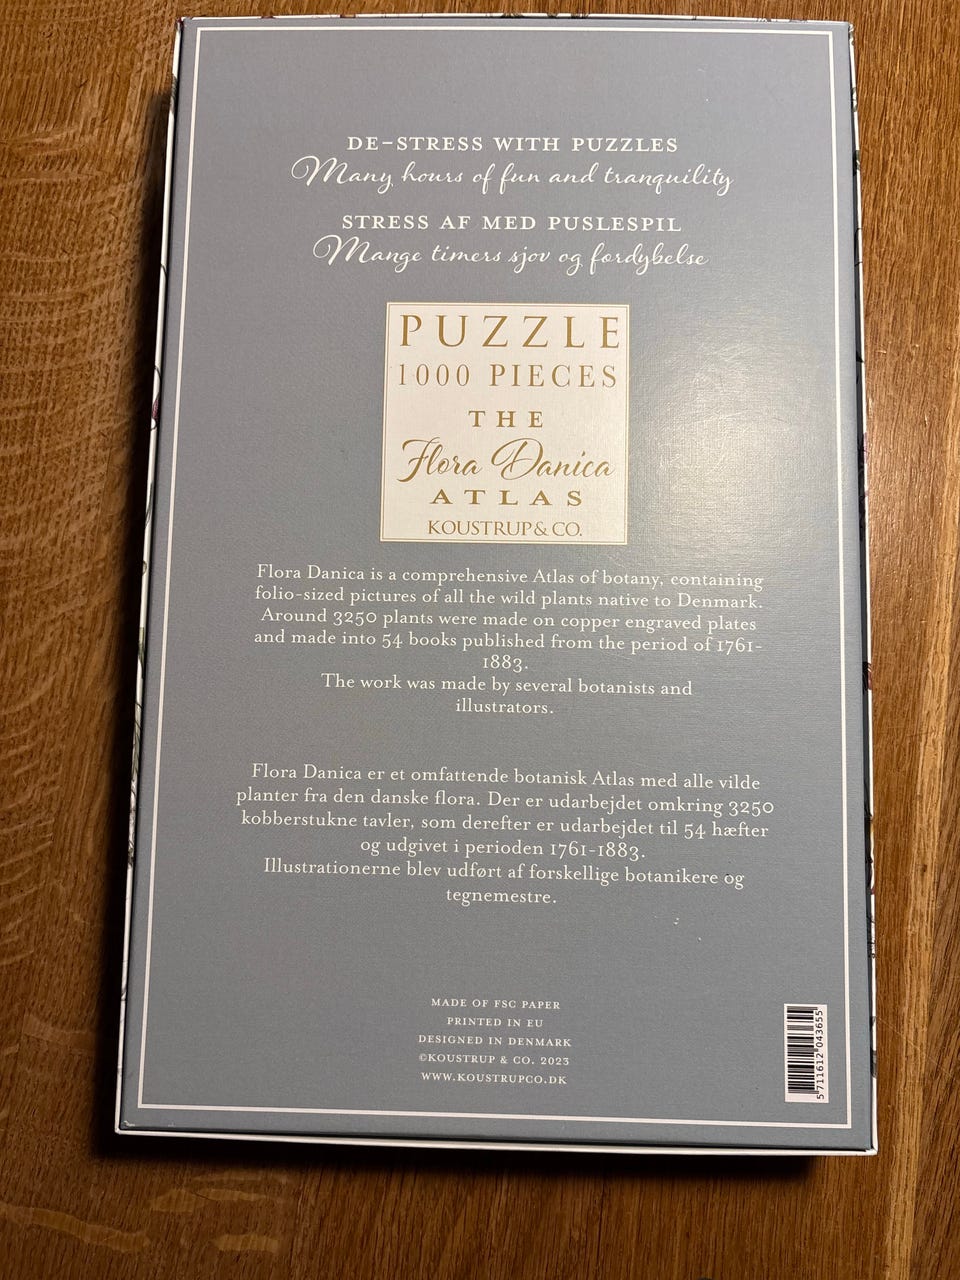 DE-STRESS WITH PUZZLES
Many hours of fun and tranquility
STRESS AF MED PUSLESPIL
Mange timers sjov og fordybelse
PUZZLE
1000 PIECES
THE
Flora Danica
ATLAS
KOUSTRUP & CO.
Flora Danica is a comprehensive Atlas of botany, containing
folio-sized pictures of all the wild plants native to Denmark.
Around 3250 plants were made on copper engraved plates
and made into 54 books published from the period of 1761-
1883.
The work was made by several botanists and
illustrators.
Flora Danica er et omfattende botanisk Atlas med alle vilde
planter fra den danske flora. Der er udarbejdet omkring 3250
kobberstukne tavler, som derefter er udarbejdet til 54 hæfter
og udgivet i perioden 1761-1883.
Illustrationerne blev udført af forskellige botanikere og
tegnemestre.
MADE OF FSC PAPER
PRINTED IN EU
DESIGNED IN DENMARK
©KOUSTRUP & CO. 2023
WWW.KOUSTRUPCO.DK
5 711612 043655